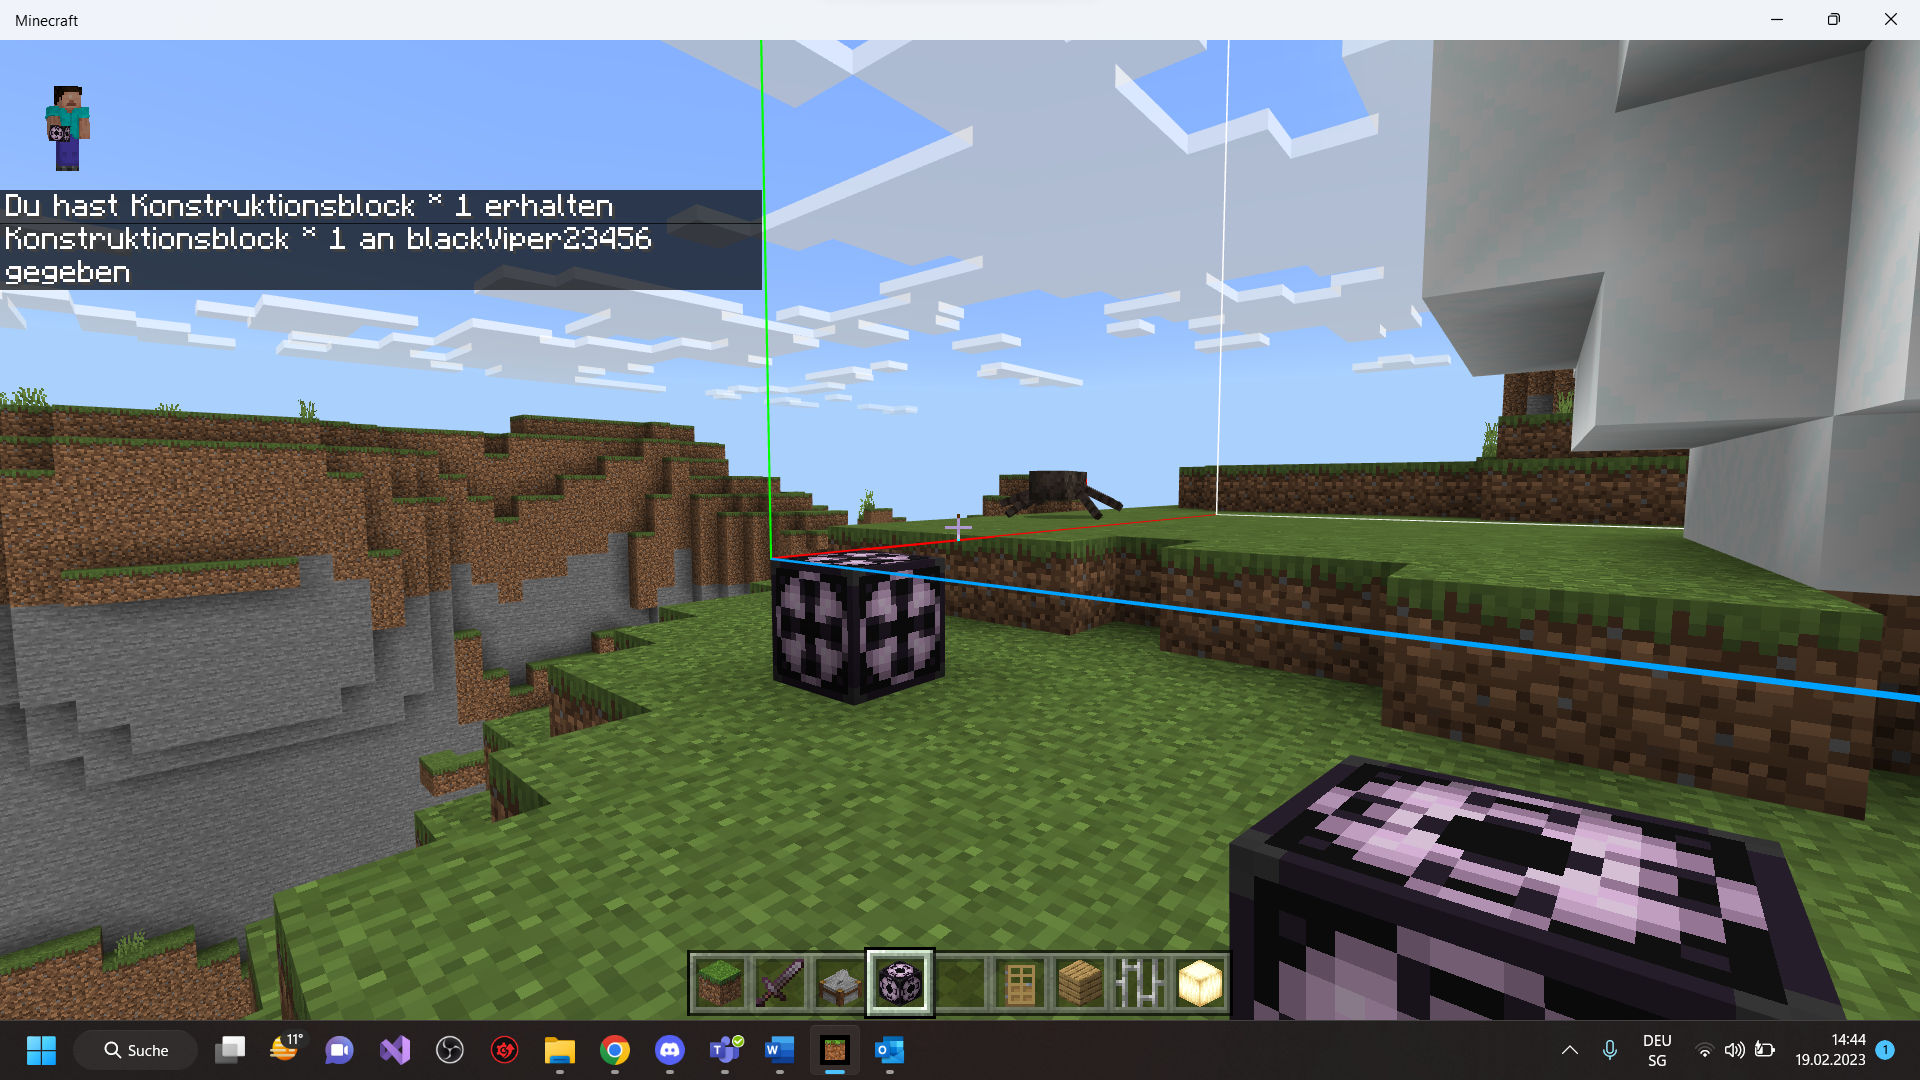 Minecraft
Du hast Konstruktionsblock * 1 erhalten
Konstruktionsblock * 1 an blackViper23456
gegeben
11°
Suche
DEU
SG
14:44
19.02.2023
1